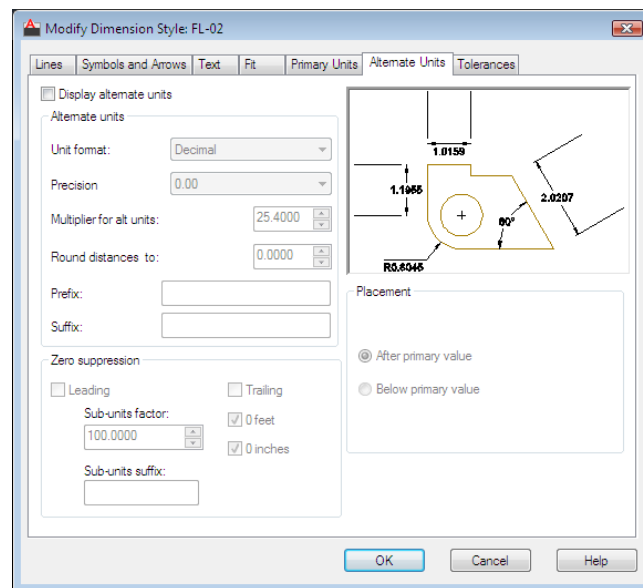 Modify Dimension Style: FL-02
Lines
Symbols and Arrows
Text
Fit
Primary Units
Alternate Units
Tolerances
Display alternate units
Alternate units
Unit format:
Decimal
Precision
0.00
Multiplier for alt units:
25.4000
Round distances to:
0.0000
Prefix:
Suffix:
Zero suppression
Leading
Trailing
Sub-units factor:
100.0000
0 feet
0 inches
Sub-units suffix:
1.0159
1.1955
2.0207
60°
R0.8045
Placement
After primary value
Below primary value
OK
Cancel
Help